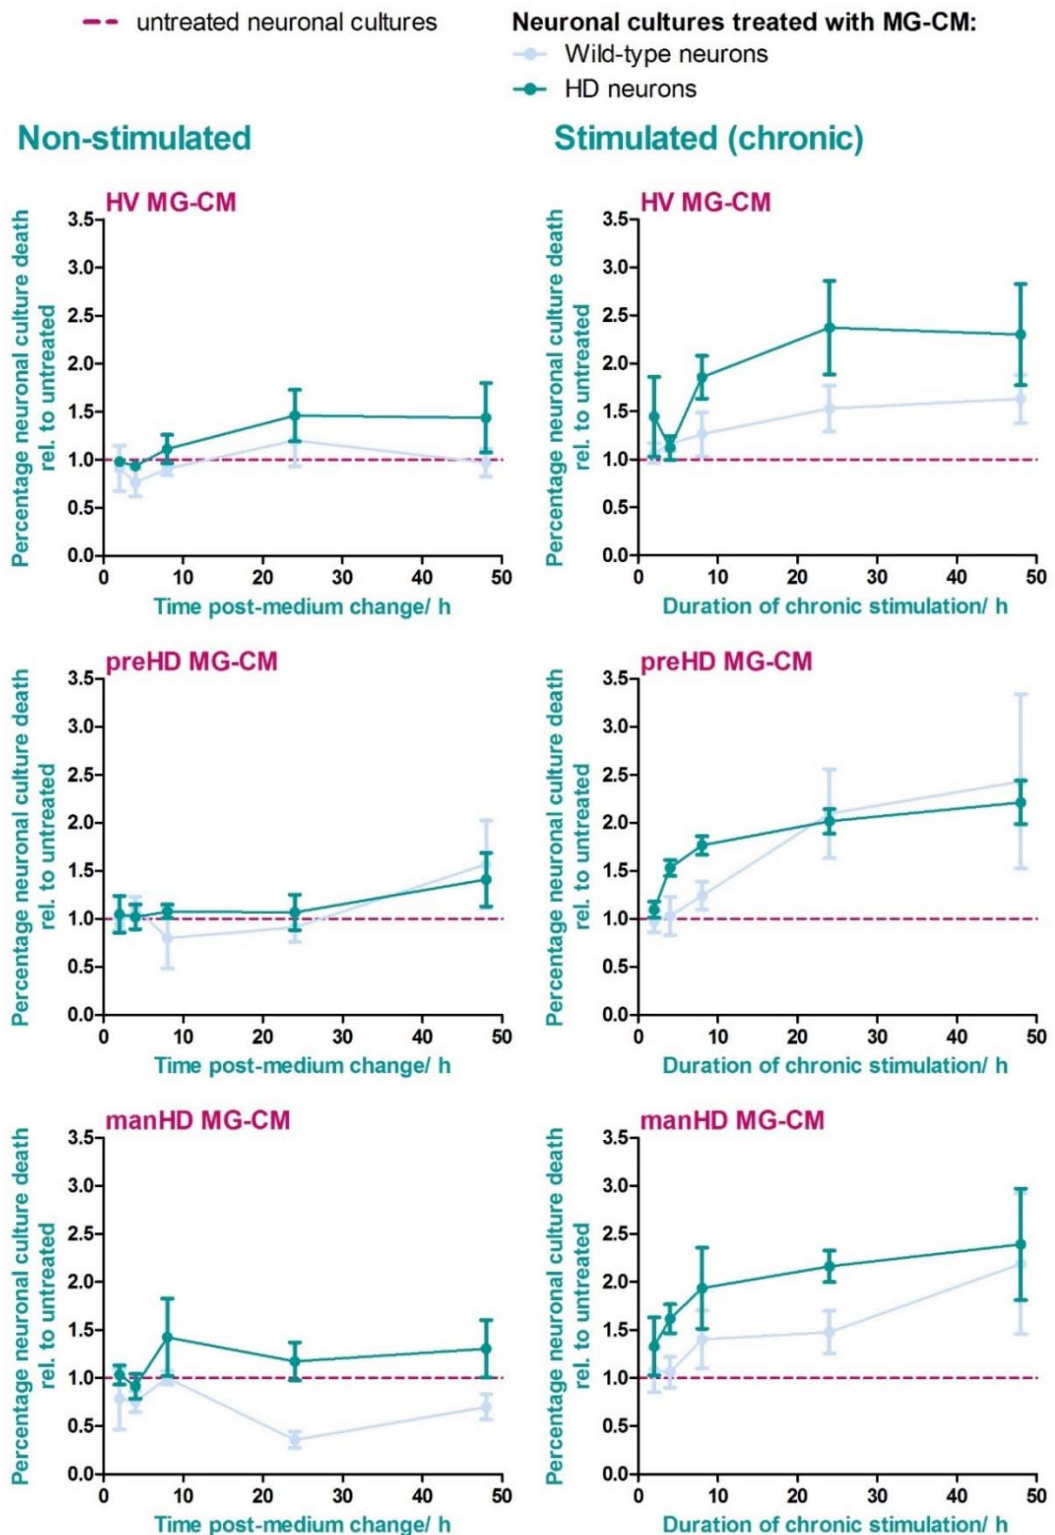 untreated neuronal cultures
Neuronal cultures treated with MG-CM:
Wild-type neurons
HD neurons
Non-stimulated
Stimulated (chronic)
HV MG-CM
Percentage neuronal culture death
rel. to untreated
3.5
3.0
2.5
2.0
1.5
1.0
0.5
0.0
0 10 20 30 40 50
Time post-medium change/ h
HV MG-CM
Percentage neuronal culture death
rel. to untreated
3.5
3.0
2.5
2.0
1.5
1.0
0.5
0.0
0 10 20 30 40 50
Duration of chronic stimulation/ h
preHD MG-CM
Percentage neuronal culture death
rel. to untreated
3.5
3.0
2.5
2.0
1.5
1.0
0.5
0.0
0 10 20 30 40 50
Time post-medium change/ h
preHD MG-CM
Percentage neuronal culture death
rel. to untreated
3.5
3.0
2.5
2.0
1.5
1.0
0.5
0.0
0 10 20 30 40 50
Duration of chronic stimulation/ h
manHD MG-CM
Percentage neuronal culture death
rel. to untreated
3.5
3.0
2.5
2.0
1.5
1.0
0.5
0.0
0 10 20 30 40 50
Time post-medium change/ h
manHD MG-CM
Percentage neuronal culture death
rel. to untreated
3.5
3.0
2.5
2.0
1.5
1.0
0.5
0.0
0 10 20 30 40 50
Duration of chronic stimulation/ h